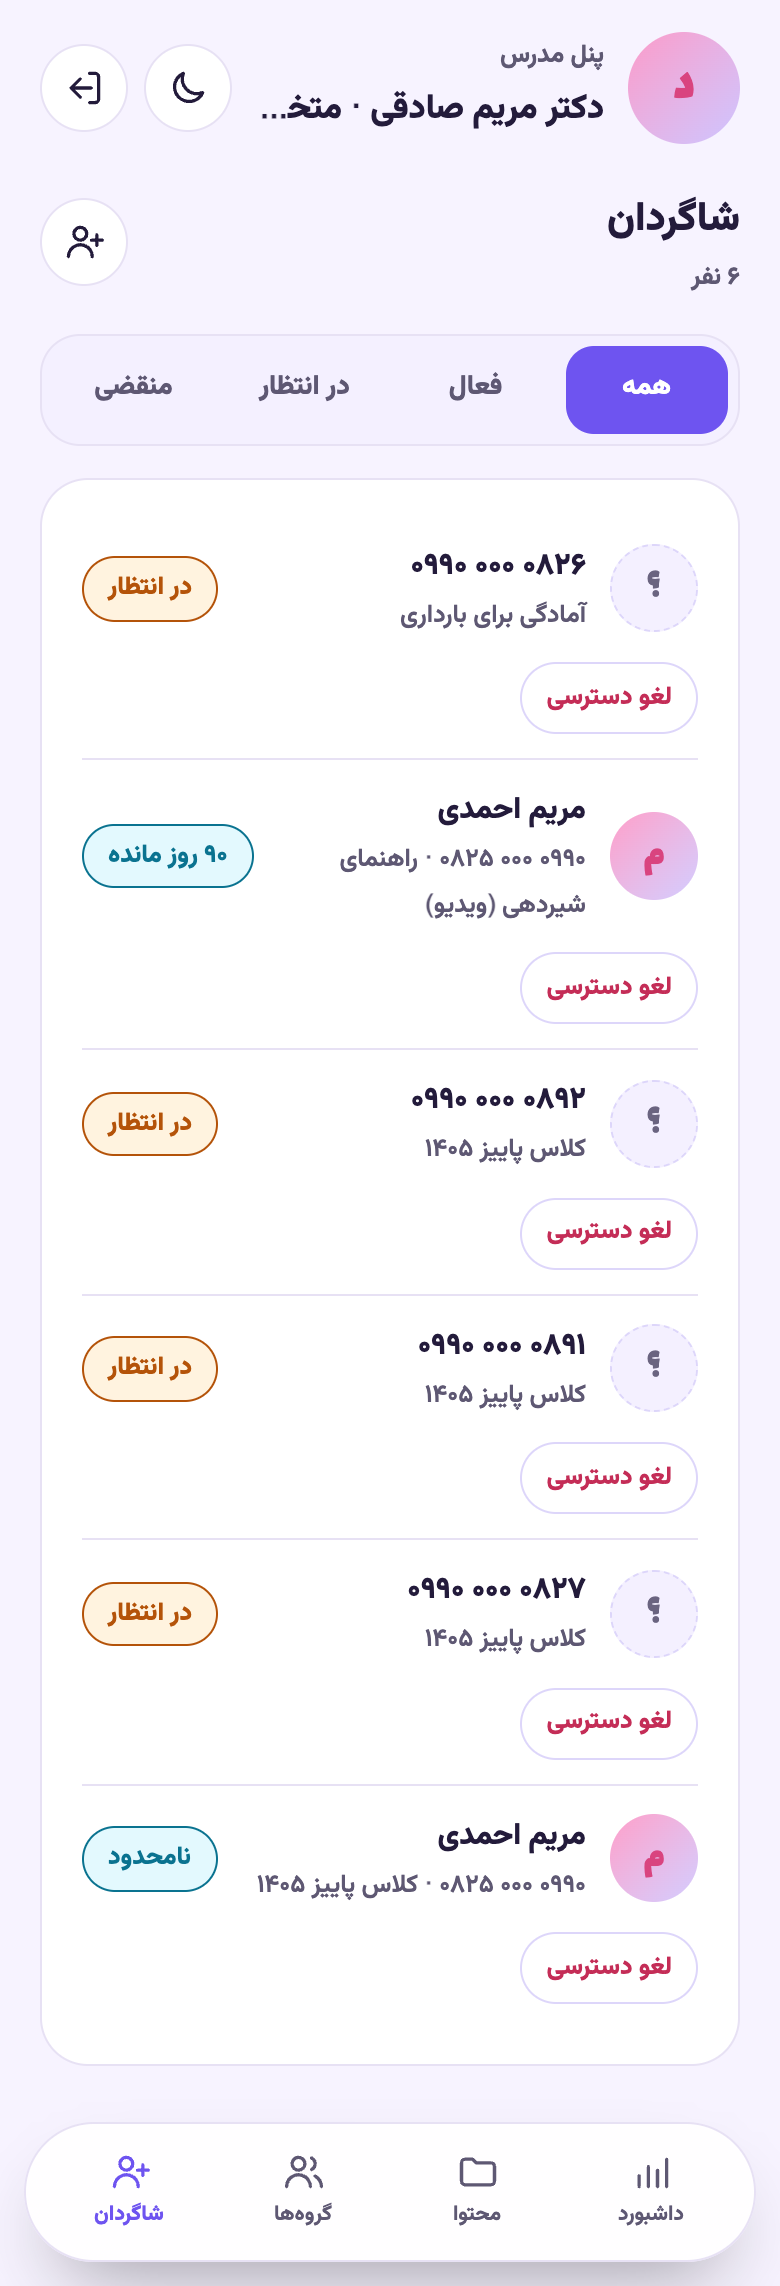 د
پنل مدرس
دکتر مریم صادقی · متخ...
شاگردان
۶ نفر
همه
فعال
در انتظار
منقضی
؟
۰۹۹۰ ۰۰۰ ۰۸۲۶
آمادگی برای بارداری
در انتظار
لغو دسترسی
م
مریم احمدی
۰۹۹۰ ۰۰۰ ۰۸۲۵ · راهنمای
شیردهی (ویدیو)
۹۰ روز مانده
لغو دسترسی
؟
۰۹۹۰ ۰۰۰ ۰۸۹۲
کلاس پاییز ۱۴۰۵
در انتظار
لغو دسترسی
؟
۰۹۹۰ ۰۰۰ ۰۸۹۱
کلاس پاییز ۱۴۰۵
در انتظار
لغو دسترسی
؟
۰۹۹۰ ۰۰۰ ۰۸۲۷
کلاس پاییز ۱۴۰۵
در انتظار
لغو دسترسی
م
مریم احمدی
۰۹۹۰ ۰۰۰ ۰۸۲۵ · کلاس پاییز ۱۴۰۵
نامحدود
لغو دسترسی
داشبورد
محتوا
گروه‌ها
شاگردان